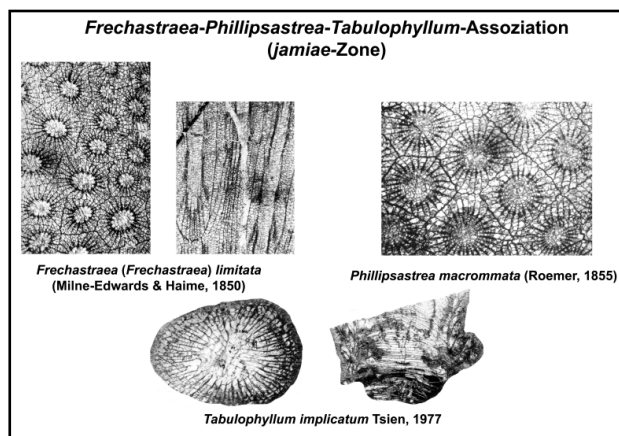 Frechastraea-Phillipsastrea-Tabulophyllum-Assoziation
(jamiae-Zone)
Frechastraea (Frechastraea) limitata
(Milne-Edwards & Haime, 1850)
Phillipsastrea macrommata (Roemer, 1855)
Tabulophyllum implicatum Tsien, 1977